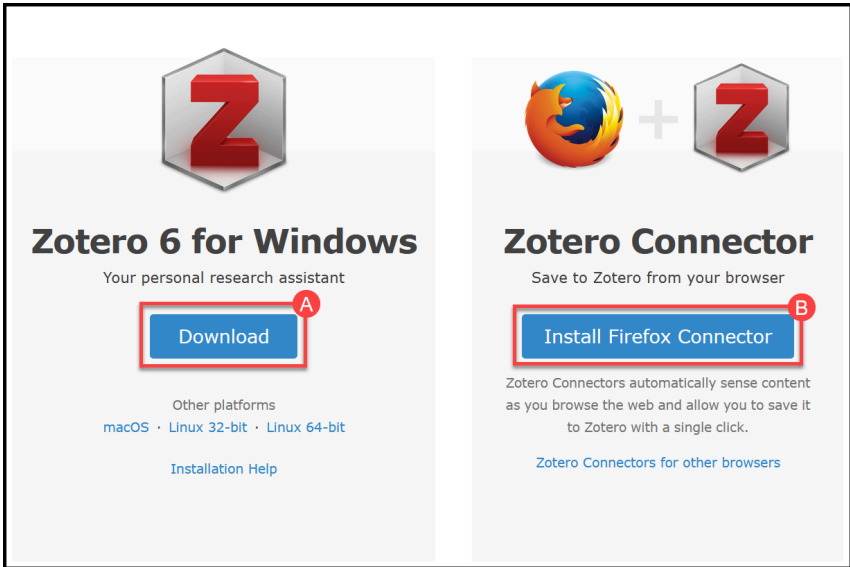 Z
Zotero 6 for Windows
Your personal research assistant
A
Download
Other platforms
macOS · Linux 32-bit · Linux 64-bit
Installation Help
+ Z
Zotero Connector
Save to Zotero from your browser
B
Install Firefox Connector
Zotero Connectors automatically sense content
as you browse the web and allow you to save it
to Zotero with a single click.
Zotero Connectors for other browsers